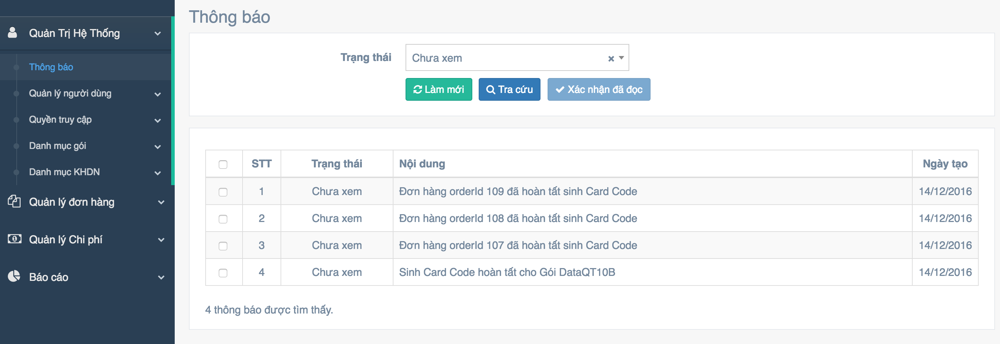 Quản Trị Hệ Thống
Thông báo
Quản lý người dùng
Quyền truy cập
Danh mục gói
Danh mục KHDN
Quản lý đơn hàng
Quản lý Chi phí
Báo cáo
Thông báo
Trạng thái Chưa xem
Làm mới Tra cứu Xác nhận đã đọc
STT Trạng thái Nội dung Ngày tạo
1 Chưa xem Đơn hàng orderId 109 đã hoàn tất sinh Card Code 14/12/2016
2 Chưa xem Đơn hàng orderId 108 đã hoàn tất sinh Card Code 14/12/2016
3 Chưa xem Đơn hàng orderId 107 đã hoàn tất sinh Card Code 14/12/2016
4 Chưa xem Sinh Card Code hoàn tất cho Gói DataQT10B 14/12/2016
4 thông báo được tìm thấy.